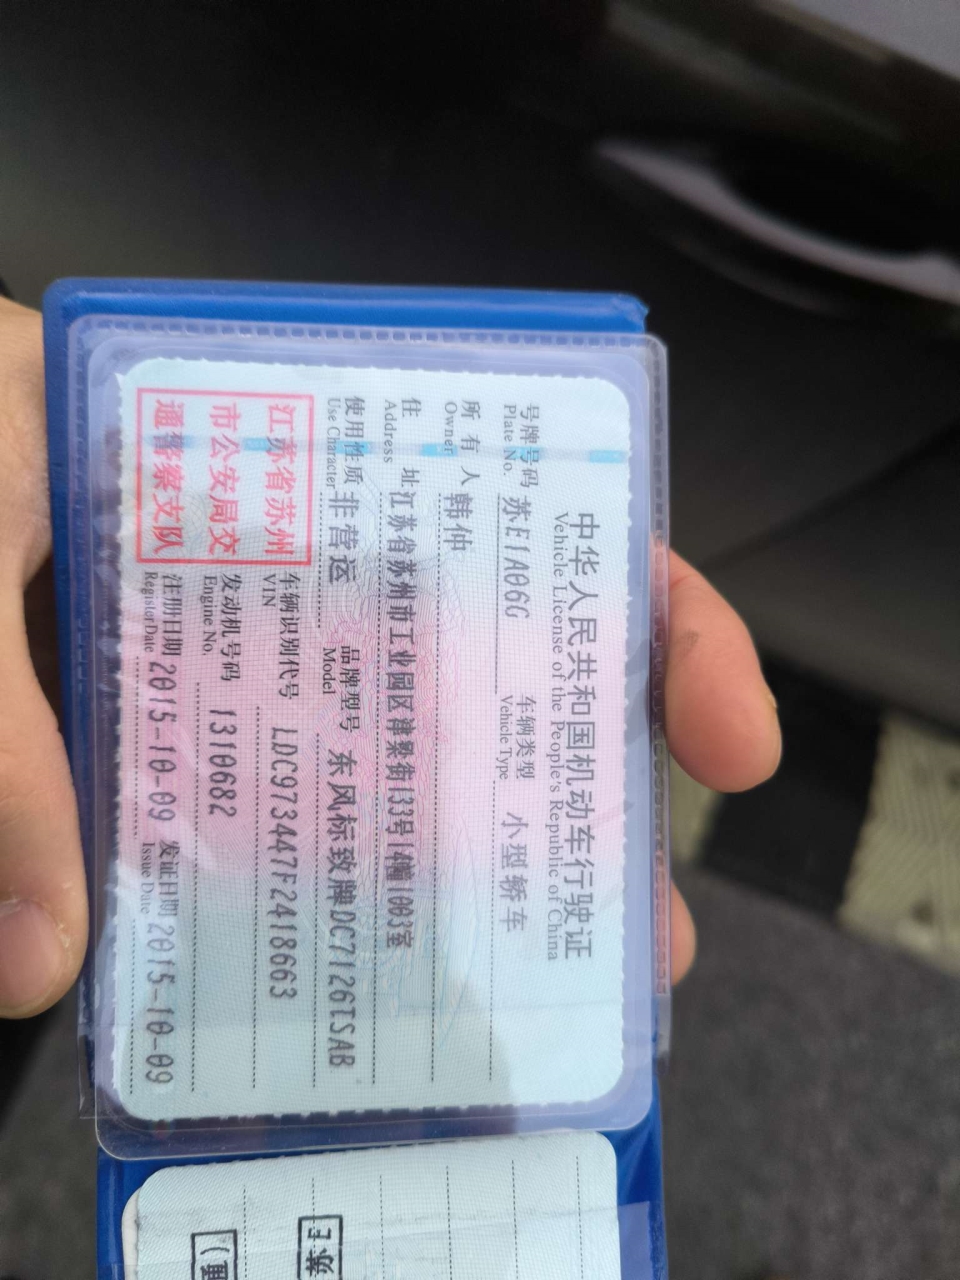 中华人民共和国机动车行驶证
Vehicle License of the People's Republic of China
号牌号码 苏E1A06G 车辆类型 小型轿车
Plate No. Vehicle Type
所有人 韩仲
Owner
住址 江苏省苏州市工业园区津梁街133号14幢1003室
Address
使用性质 非营运 品牌型号 东风标致牌DC7126TSAB
Use Character Model
江苏省苏州
市公安局交
通警察支队
车辆识别代号 LDC973447F2418663
VIN
发动机号码 1310682
Engine No.
注册日期 2015-10-09 发证日期 2015-10-09
Register Date Issue Date
苏E